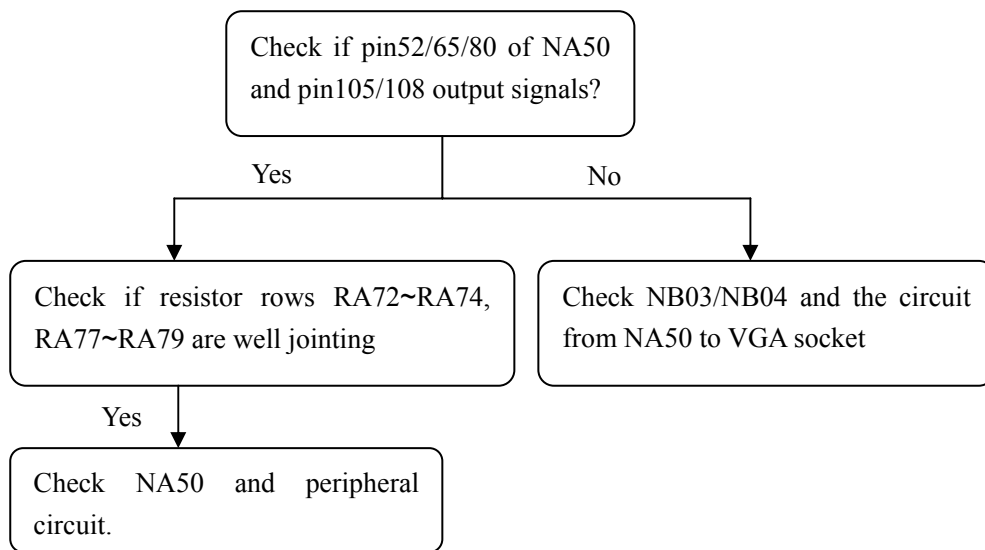 Check if pin52/65/80 of NA50
and pin105/108 output signals?
Yes
No
Check if resistor rows RA72~RA74,
RA77~RA79 are well jointing
Check NB03/NB04 and the circuit
from NA50 to VGA socket
Yes
Check NA50 and peripheral
circuit.